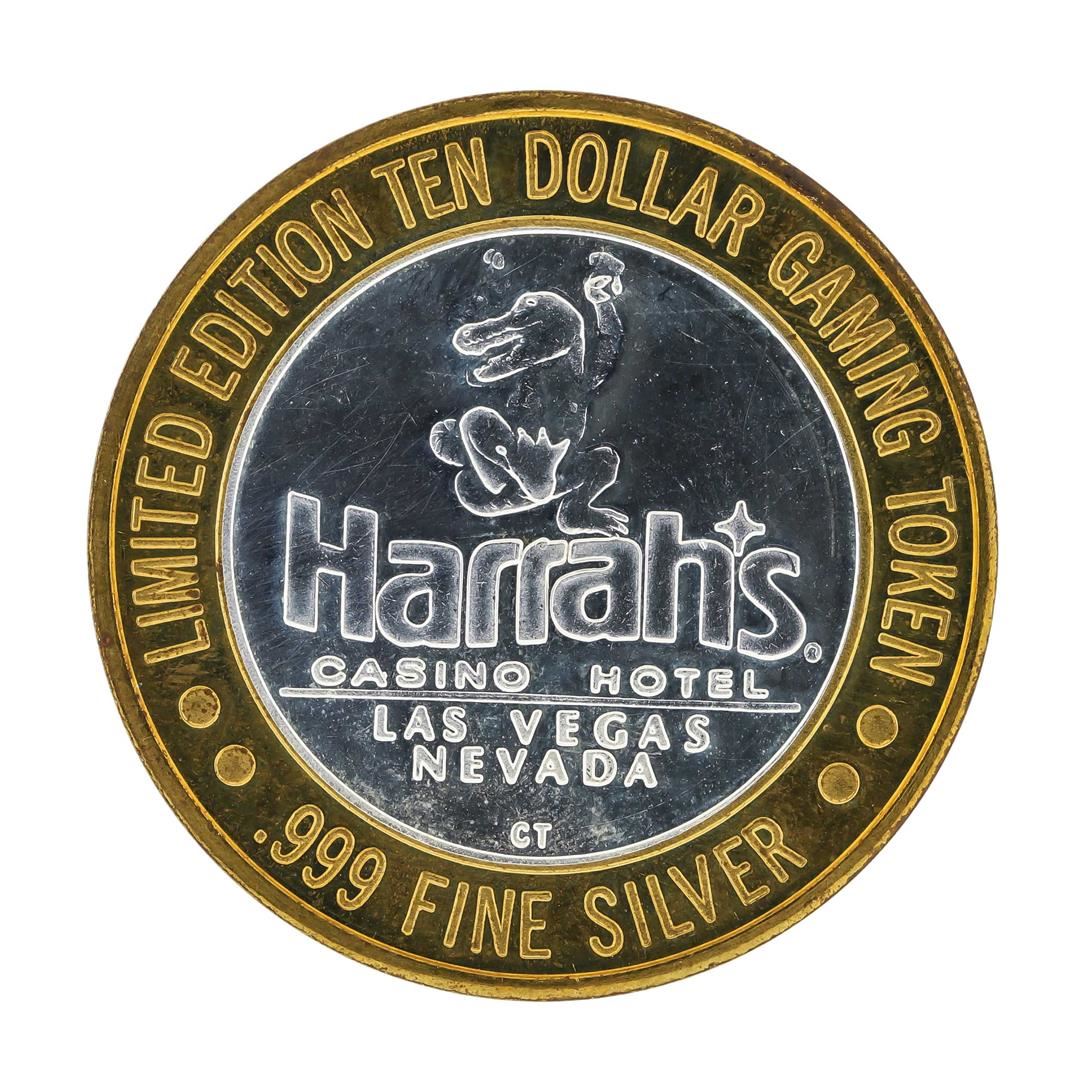 LIMITED EDITION TEN DOLLAR GAMING TOKEN
Harrah's®
CASINO HOTEL
LAS VEGAS
NEVADA
CT
.999 FINE SILVER